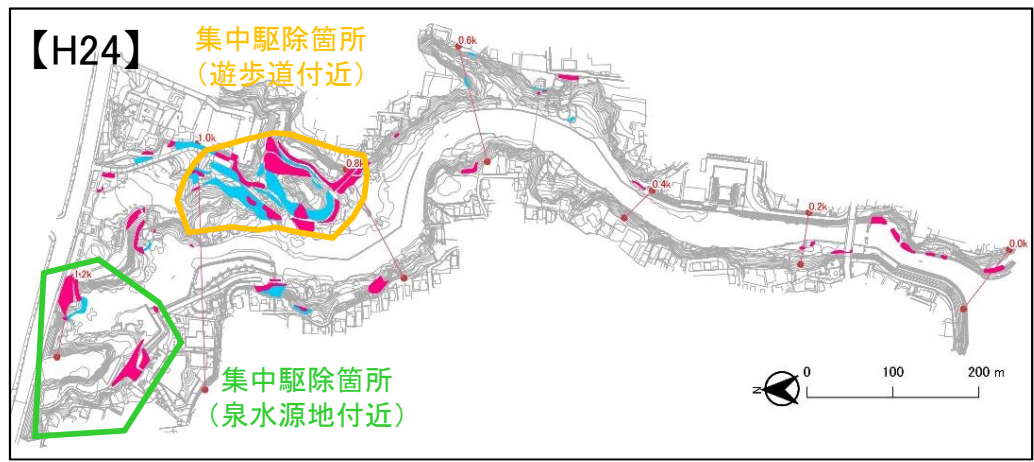 【H24】
集中駆除箇所
（遊歩道付近）
0.6k
1.0k
0.8k
0.4k
0.2k
0.0k
1.2k
集中駆除箇所
（泉水源地付近）
N
0 100 200 m